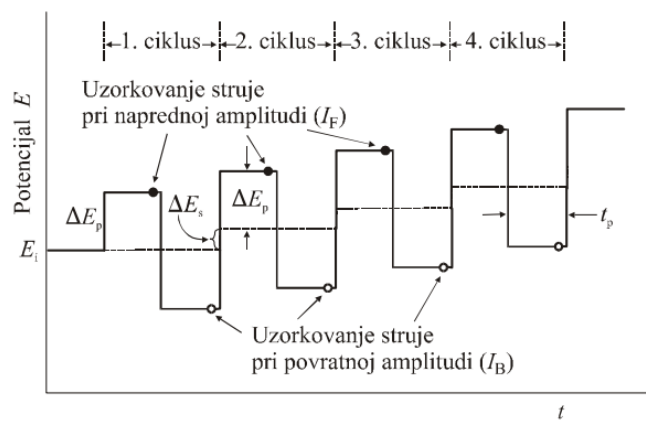 1. ciklus 2. ciklus 3. ciklus 4. ciklus
Uzorkovanje struje
pri naprednoj amplitudi (I_F)
Potencijal E
ΔE_p
ΔE_s
ΔE_p
t_p
E_i
Uzorkovanje struje
pri povratnoj amplitudi (I_B)
t